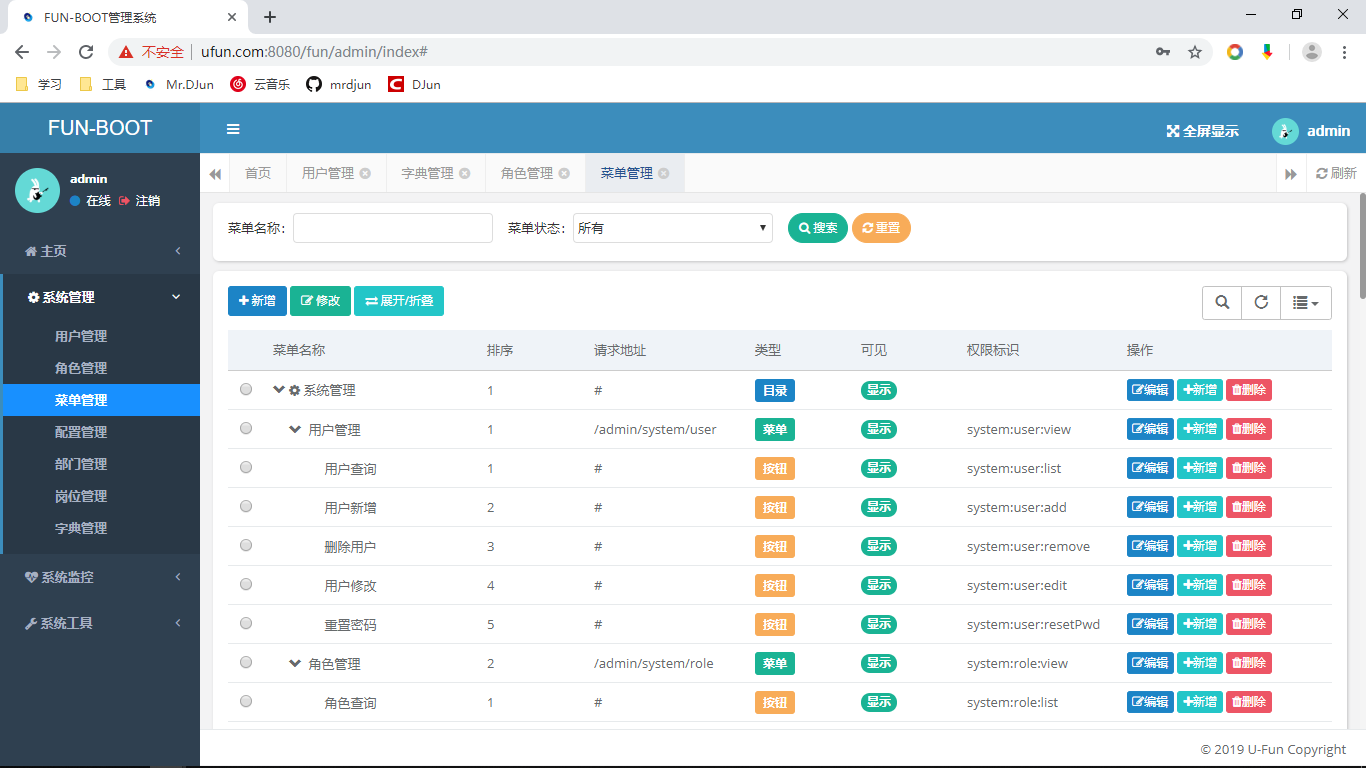 FUN-BOOT管理系统
不安全 ufun.com:8080/fun/admin/index#
学习 工具 Mr.DJun 云音乐 mrdjun DJun
FUN-BOOT 全屏显示 admin
admin
在线 注销
主页
系统管理
用户管理
角色管理
菜单管理
配置管理
部门管理
岗位管理
字典管理
系统监控
系统工具
首页 用户管理 字典管理 角色管理 菜单管理 刷新
菜单名称： 菜单状态： 所有 搜索 重置
新增 修改 展开/折叠
菜单名称 排序 请求地址 类型 可见 权限标识 操作
系统管理 1 # 目录 显示 编辑 新增 删除
用户管理 1 /admin/system/user 菜单 显示 system:user:view 编辑 新增 删除
用户查询 1 # 按钮 显示 system:user:list 编辑 新增 删除
用户新增 2 # 按钮 显示 system:user:add 编辑 新增 删除
删除用户 3 # 按钮 显示 system:user:remove 编辑 新增 删除
用户修改 4 # 按钮 显示 system:user:edit 编辑 新增 删除
重置密码 5 # 按钮 显示 system:user:resetPwd 编辑 新增 删除
角色管理 2 /admin/system/role 菜单 显示 system:role:view 编辑 新增 删除
角色查询 1 # 按钮 显示 system:role:list 编辑 新增 删除
© 2019 U-Fun Copyright